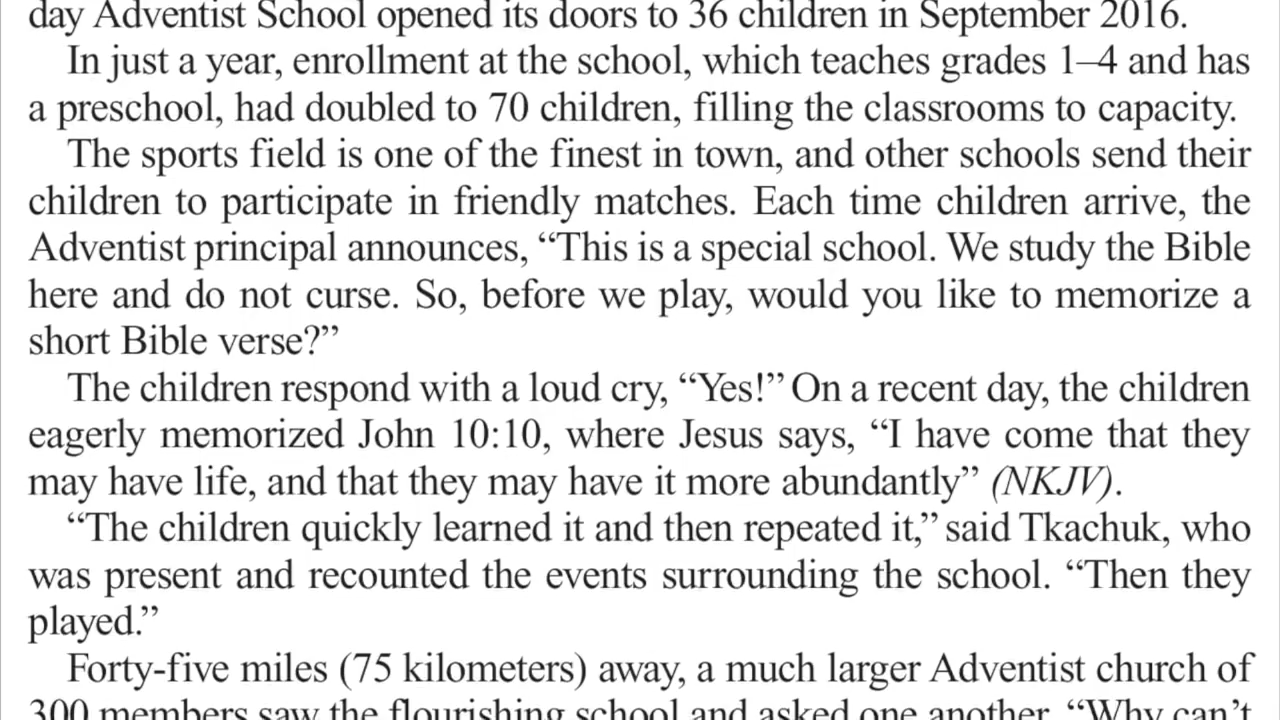 day Adventist School opened its doors to 36 children in September 2016.
In just a year, enrollment at the school, which teaches grades 1–4 and has
a preschool, had doubled to 70 children, filling the classrooms to capacity.
The sports field is one of the finest in town, and other schools send their
children to participate in friendly matches. Each time children arrive, the
Adventist principal announces, “This is a special school. We study the Bible
here and do not curse. So, before we play, would you like to memorize a
short Bible verse?”
The children respond with a loud cry, “Yes!” On a recent day, the children
eagerly memorized John 10:10, where Jesus says, “I have come that they
may have life, and that they may have it more abundantly” (NKJV).
“The children quickly learned it and then repeated it,” said Tkachuk, who
was present and recounted the events surrounding the school. “Then they
played.”
Forty-five miles (75 kilometers) away, a much larger Adventist church of
300 members saw the flourishing school and asked one another, “Why can’t